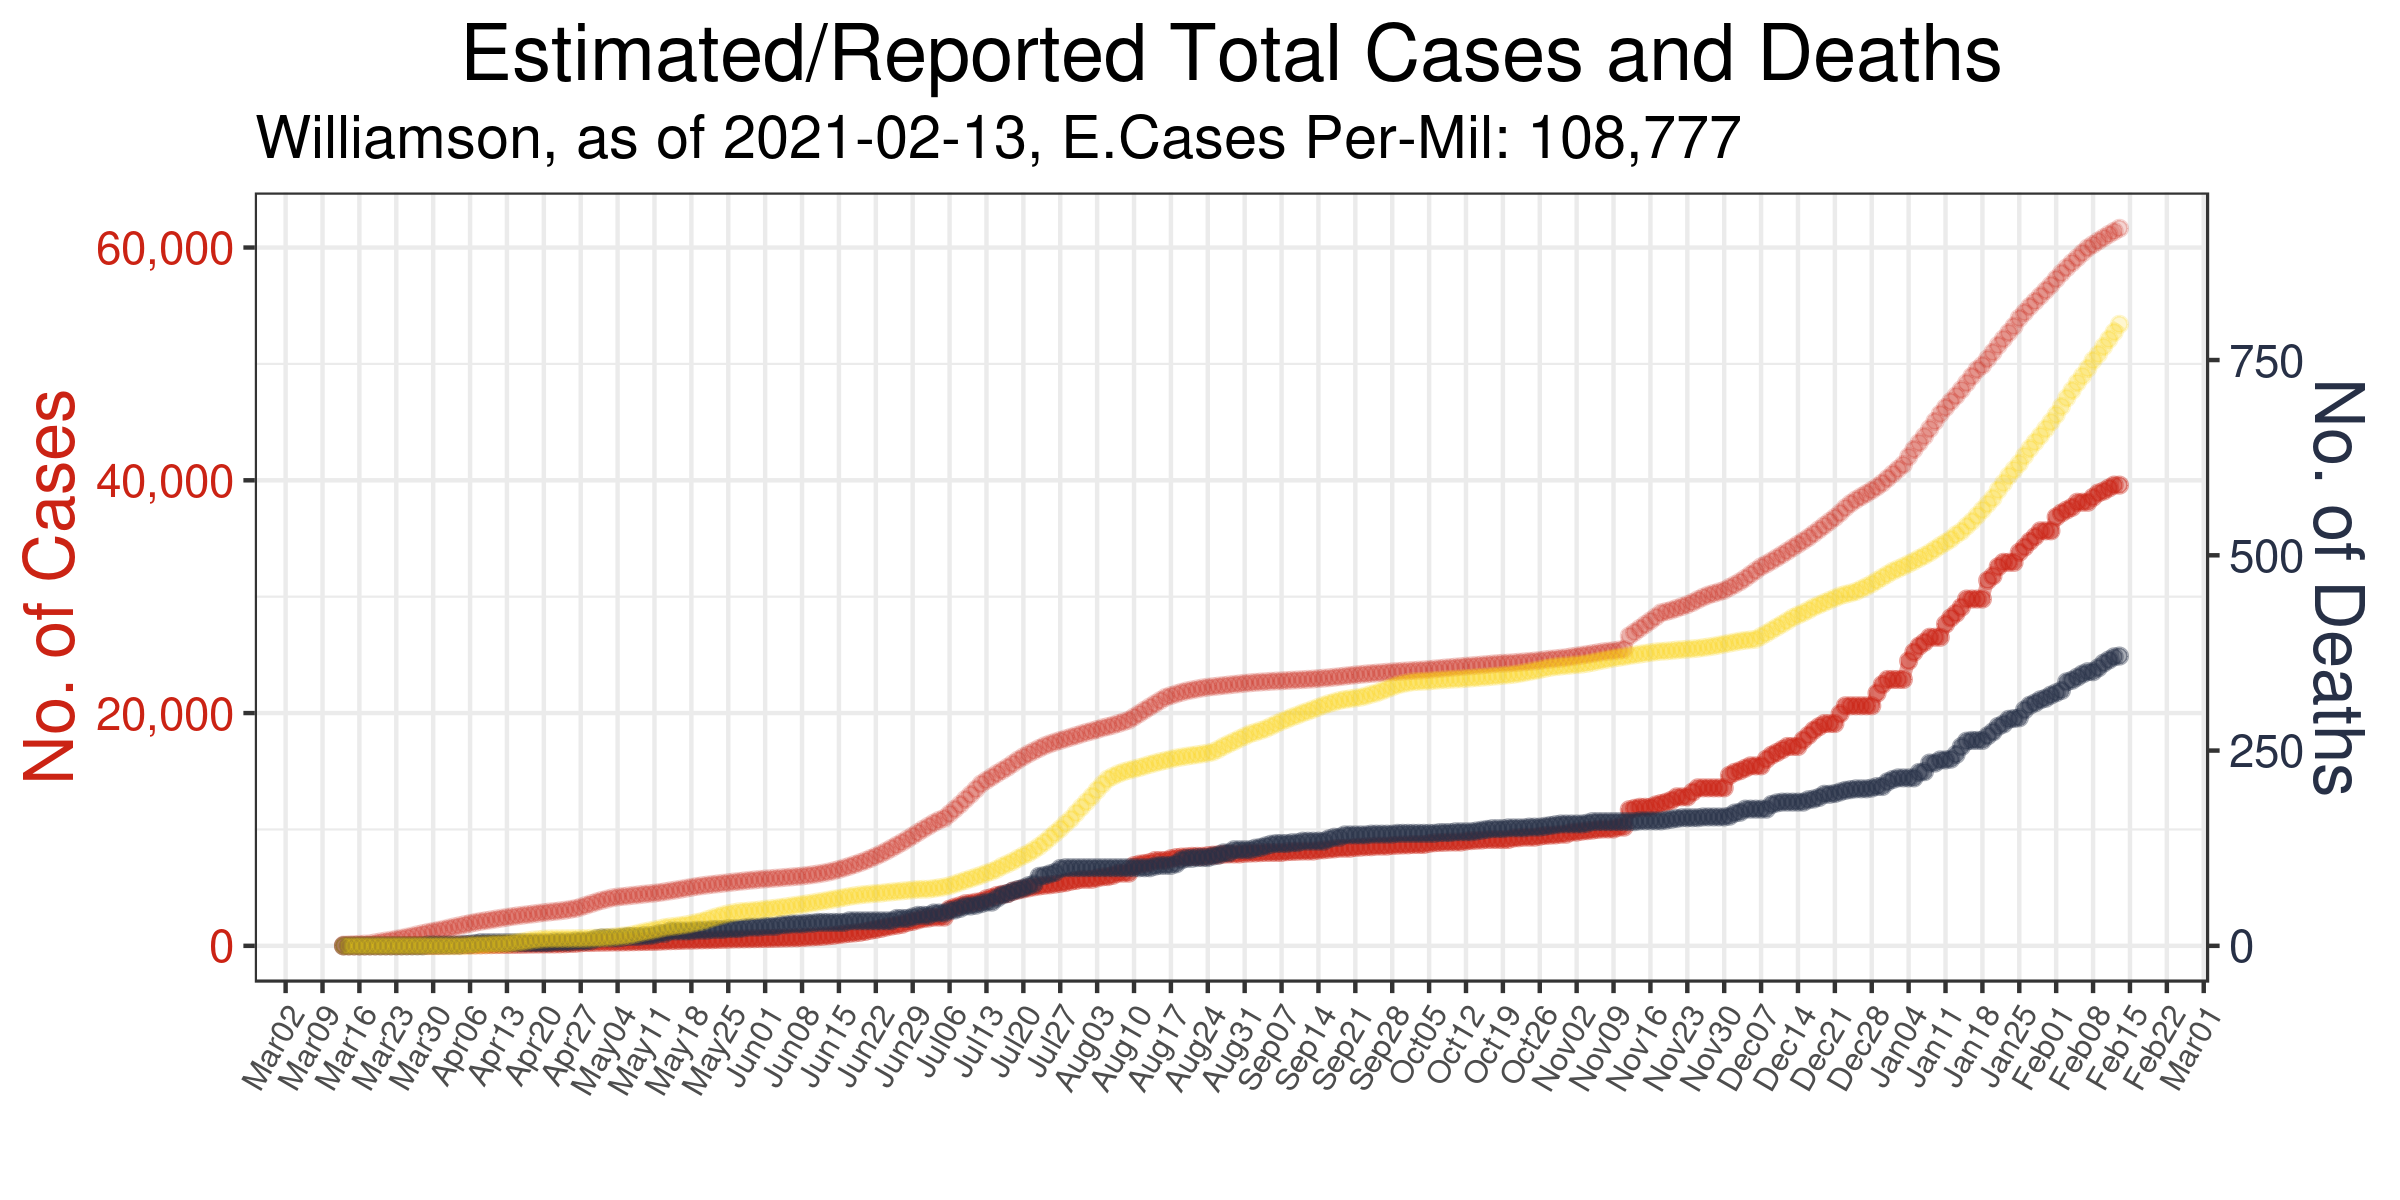 Estimated/Reported Total Cases and Deaths
Williamson, as of 2021-02-13, E.Cases Per-Mil: 108,777
No. of Cases
60,000
40,000
20,000
0
750
500
250
0
No. of Deaths
Mar02 Mar09 Mar16 Mar23 Mar30 Apr06 Apr13 Apr20 Apr27 May04 May11 May18 May25 Jun01 Jun08 Jun15 Jun22 Jun29 Jul06 Jul13 Jul20 Jul27 Aug03 Aug10 Aug17 Aug24 Aug31 Sep07 Sep14 Sep21 Sep28 Oct05 Oct12 Oct19 Oct26 Nov02 Nov09 Nov16 Nov23 Nov30 Dec07 Dec14 Dec21 Dec28 Jan04 Jan11 Jan18 Jan25 Feb01 Feb08 Feb15 Feb22 Mar01